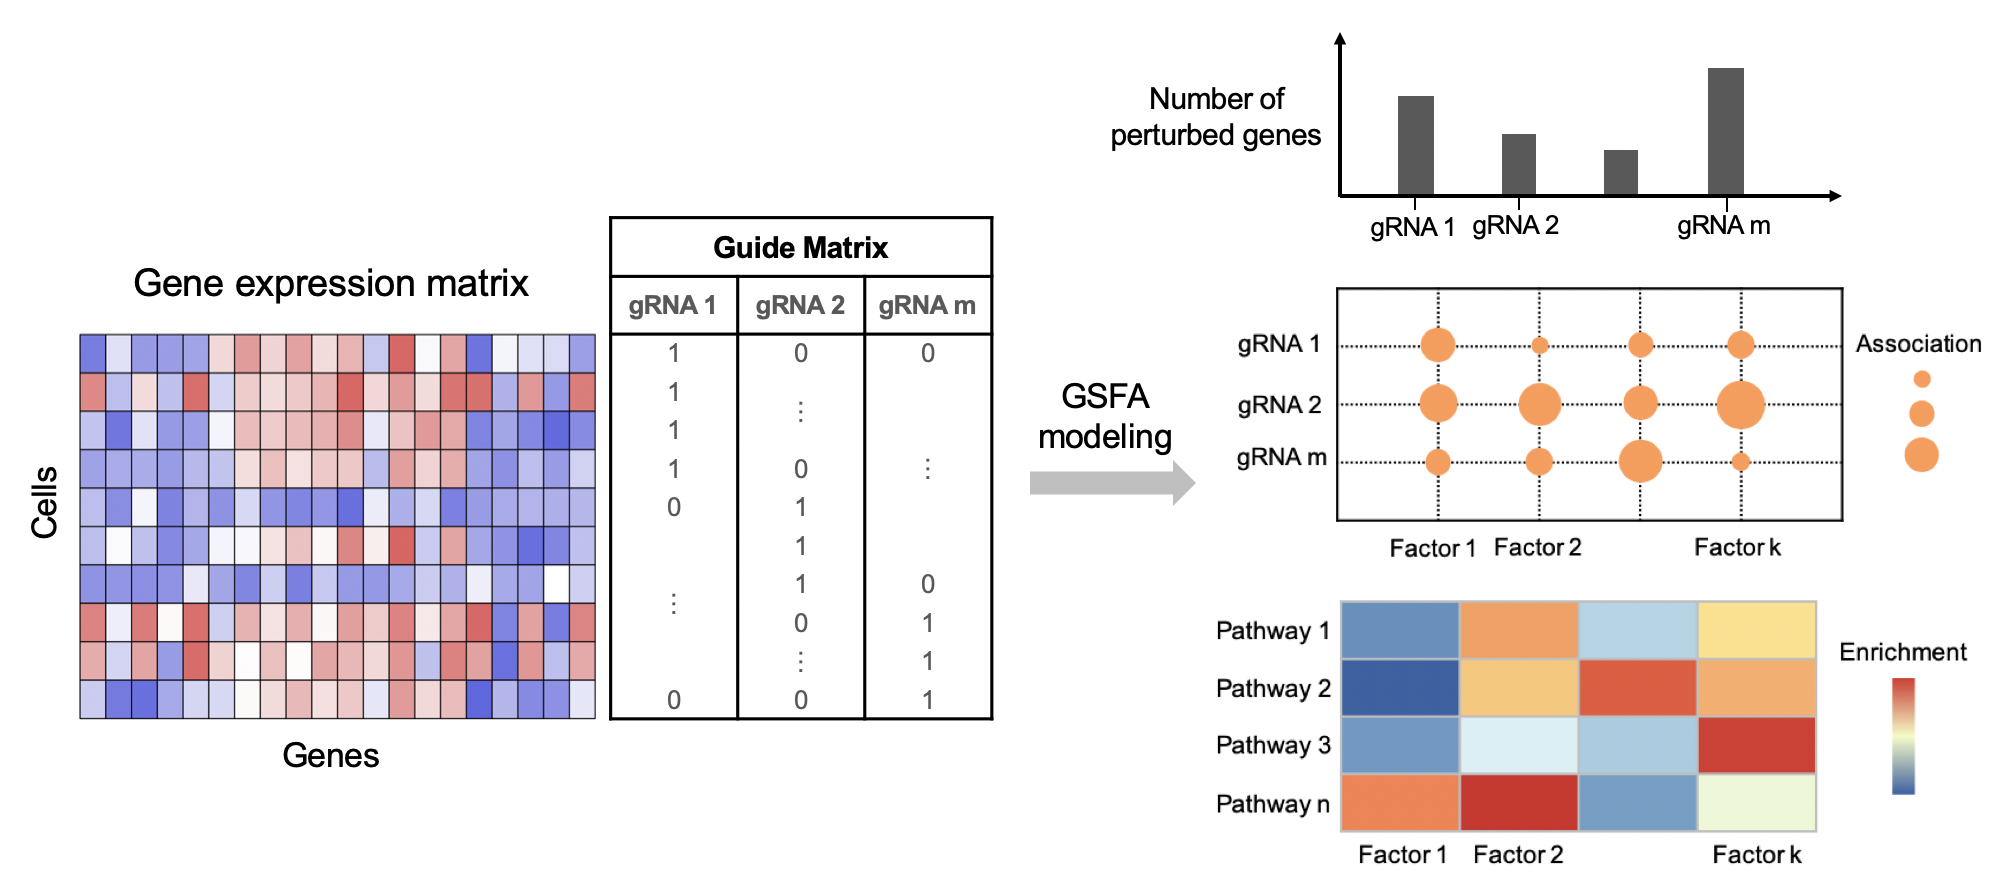 Gene expression matrix
Cells
Genes
Guide Matrix
gRNA 1 gRNA 2 gRNA m
1 0 0
1
⋮
1
1 0 ⋮
0 1
1
1 0
⋮
0 1
⋮ 1
0 0 1
GSFA
modeling
Number of
perturbed genes
gRNA 1 gRNA 2 gRNA m
gRNA 1
gRNA 2
gRNA m
Factor 1 Factor 2 Factor k
Association
Pathway 1
Pathway 2
Pathway 3
Pathway n
Factor 1 Factor 2 Factor k
Enrichment